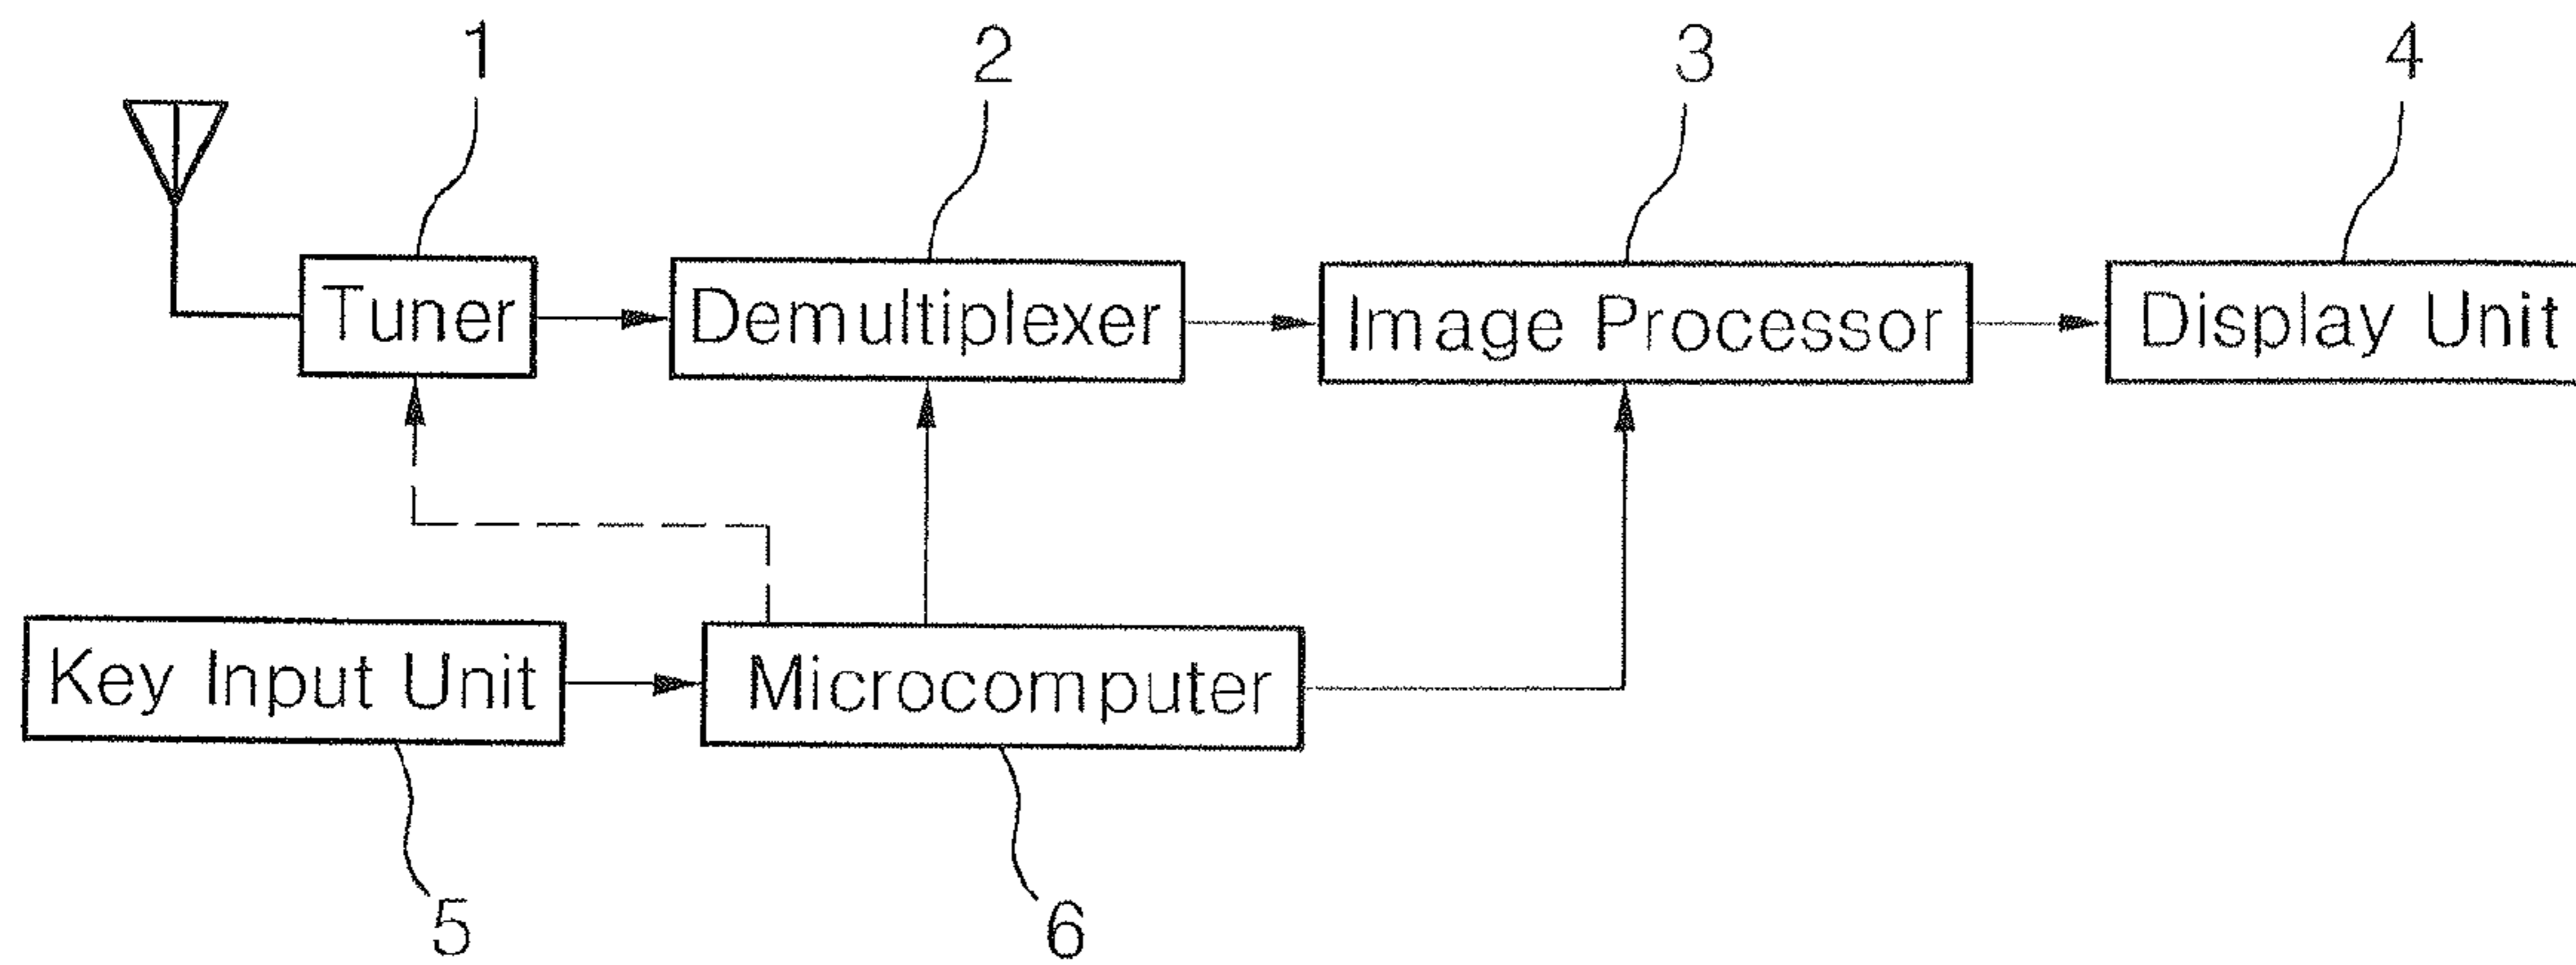 1 2 3 4
Tuner Demultiplexer Image Processor Display Unit
Key Input Unit Microcomputer
5 6